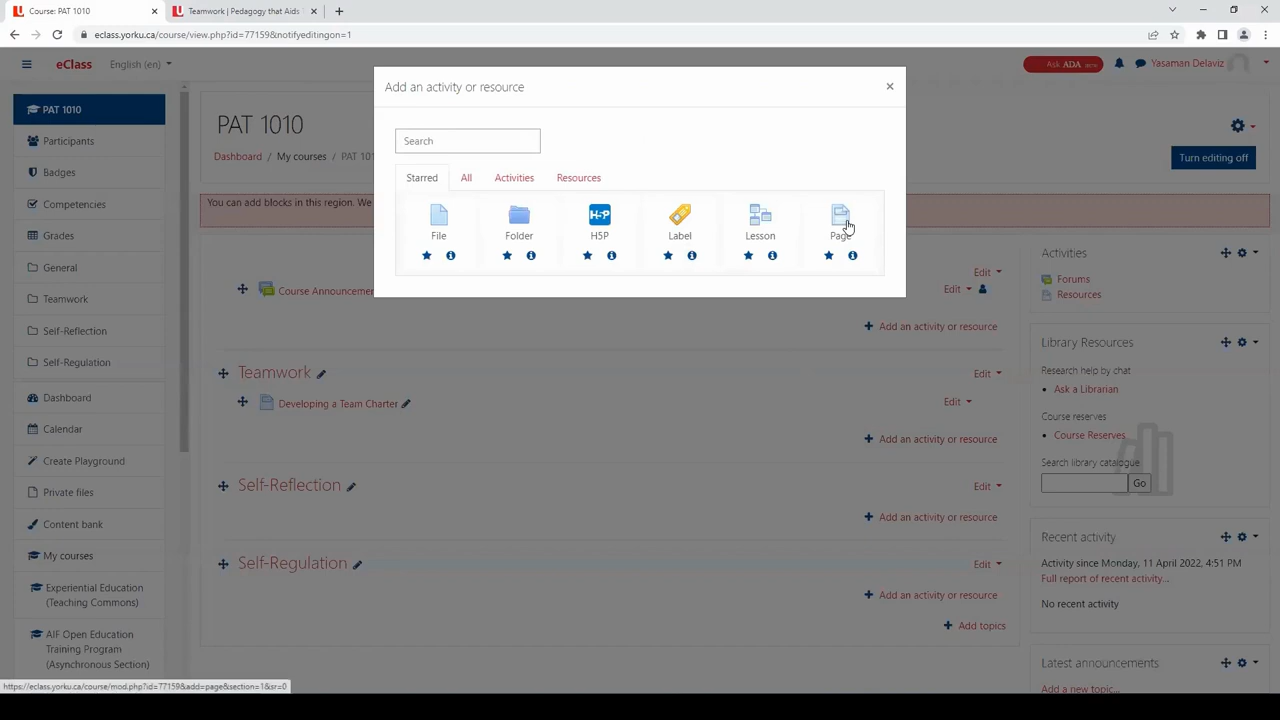 Course: PAT 1010
Teamwork | Pedagogy that Aids
eclass.yorku.ca/course/view.php?id=77159&notifyediting​on=1
eClass
English (en)
Ask ADA
Yasaman Delaviz
Add an activity or resource
Search
Starred
All
Activities
Resources
File
Folder
H5P
H5P
Label
Lesson
Page
PAT 1010
Participants
Badges
Competencies
Grades
General
Teamwork
Self-Reflection
Self-Regulation
Dashboard
Calendar
Create Playground
Private files
Content bank
My courses
Experiential Education
(Teaching Commons)
AIF Open Education
Training Program
(Asynchronous Section)
PAT 1010
Dashboard / My courses / PAT 101
Turn editing off
You can add blocks in this region. We
Edit
Course Announcemen
Edit
Add an activity or resource
Teamwork
Edit
Developing a Team Charter
Edit
Add an activity or resource
Self-Reflection
Edit
Add an activity or resource
Self-Regulation
Edit
Add an activity or resource
Add topics
Activities
Forums
Resources
Library Resources
Research help by chat
Ask a Librarian
Course reserves
Course Reserves
Search library catalogue:
Go
Recent activity
Activity since Monday, 11 April 2022, 4:51 PM
Full report of recent activity...
No recent activity
Latest announcements
Add a new topic...
https://eclass.yorku.ca/course/mod.php?id=77159&add=page&section=1&sr=0